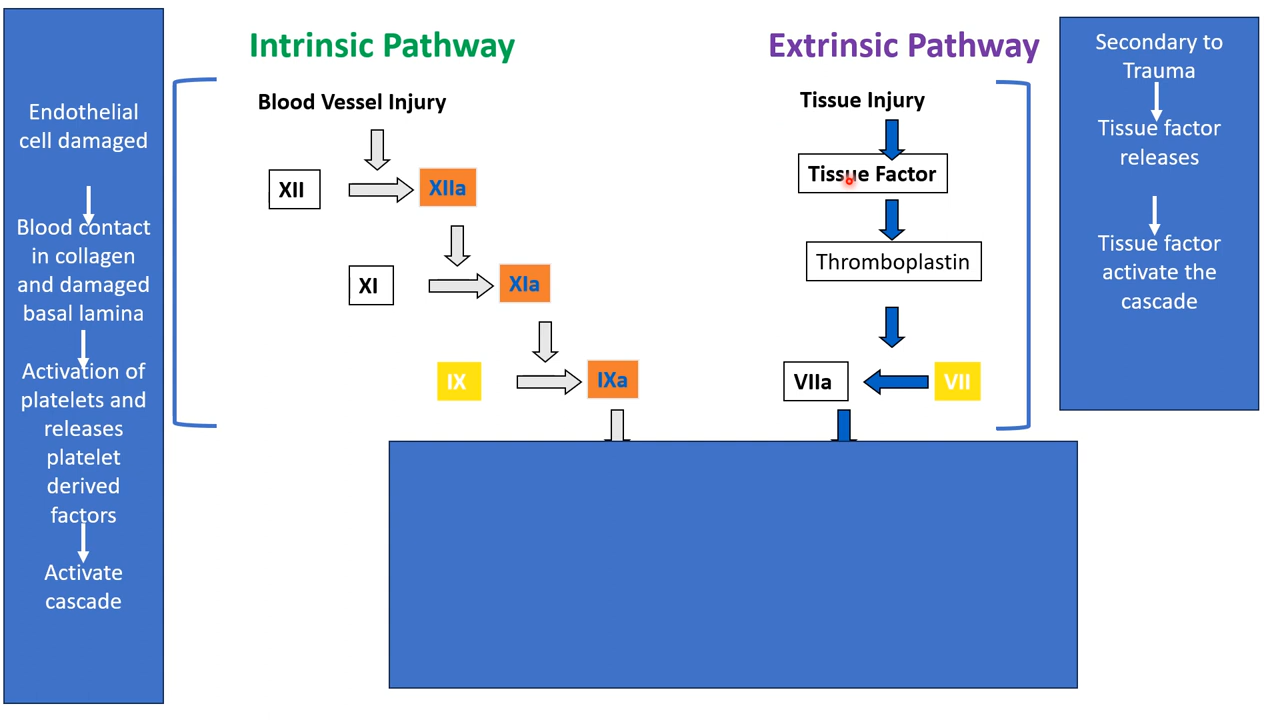 Intrinsic Pathway
Extrinsic Pathway
Endothelial
cell damaged
Blood contact
in collagen
and damaged
basal lamina
Activation of
platelets and
releases
platelet
derived
factors
Activate
cascade
Blood Vessel Injury
XII
XIIa
XI
XIa
IX
IXa
Tissue Injury
Tissue Factor
Thromboplastin
VIIa
VII
Secondary to
Trauma
Tissue factor
releases
Tissue factor
activate the
cascade